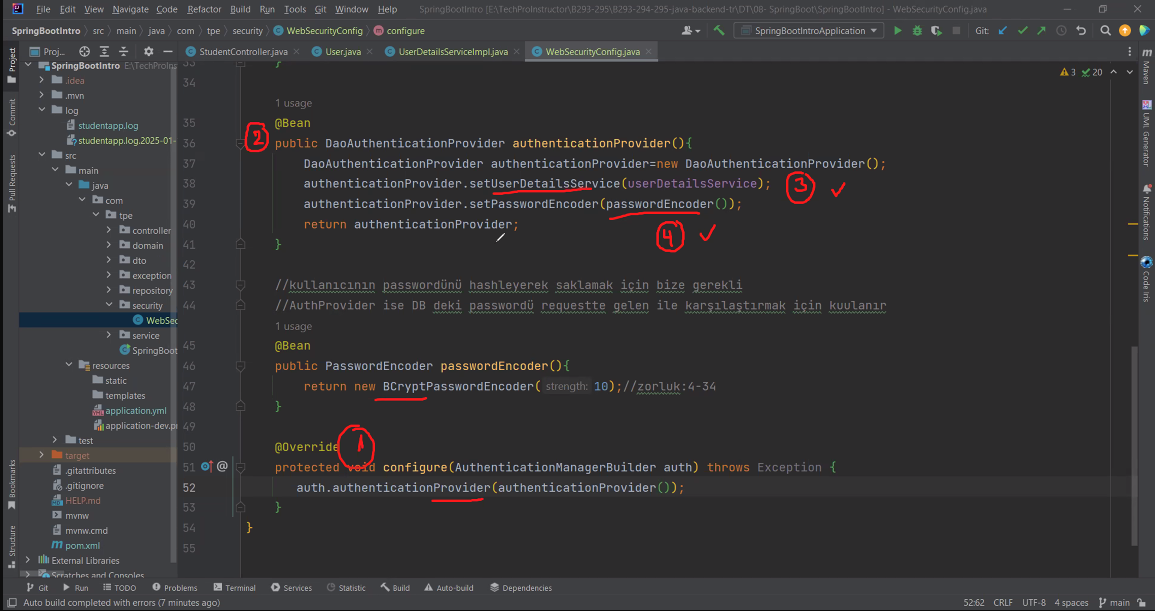 File Edit View Navigate Code Refactor Build Run Tools Git Window Help SpringBootIntro [E:\TechProInstructor\B293-295\B293-294-295-java-backend-tr\DT\08- SpringBoot\SpringBootIntro] - WebSecurityConfig.java
SpringBootIntro src main java com tpe security WebSecurityConfig configure SpringBootIntroApplication Git:
Project Proj... StudentController.java User.java UserDetailsServiceImpl.java WebSecurityConfig.java
SpringBootIntro E:\TechPro
.idea
.mvn
log
studentapp.log
studentapp.log.2025-01-
src
main
java
com
tpe
controller
domain
dto
exception
repository
security
WebSec
service
SpringBoot
resources
static
templates
application.yml
application-dev.pr
test
target
.gitattributes
.gitignore
HELP.md
mvnw
mvnw.cmd
pom.xml
External Libraries
Scratches and Consoles
Commit
Pull Requests
Bookmarks
Structure
3 20
33 }
34
1 usage
35 @Bean
2
36 public DaoAuthenticationProvider authenticationProvider(){
37 DaoAuthenticationProvider authenticationProvider=new DaoAuthenticationProvider();
38 authenticationProvider.setUserDetailsService(userDetailsService); 3 ✓
39 authenticationProvider.setPasswordEncoder(passwordEncoder());
40 return authenticationProvider; 4 ✓
41 }
42
43 //kullanıcının passwordünü hashleyerek saklamak için bize gerekli
44 //AuthProvider ise DB deki passwordü requestte gelen ile karşılaştırmak için kuulanır
1 usage
45 @Bean
46 public PasswordEncoder passwordEncoder(){
47 return new BCryptPasswordEncoder( strength: 10);//zorluk:4-34
48 }
49
50 @Override 1
51 @ protected void configure(AuthenticationManagerBuilder auth) throws Exception {
52 auth.authenticationProvider(authenticationProvider());
53 }
54 }
55
Maven
UML Generator
Notifications
Code Iris
Git Run TODO Problems Terminal Services Statistic Build Auto-build Dependencies
Auto build completed with errors (7 minutes ago) 52:62 CRLF UTF-8 4 spaces main